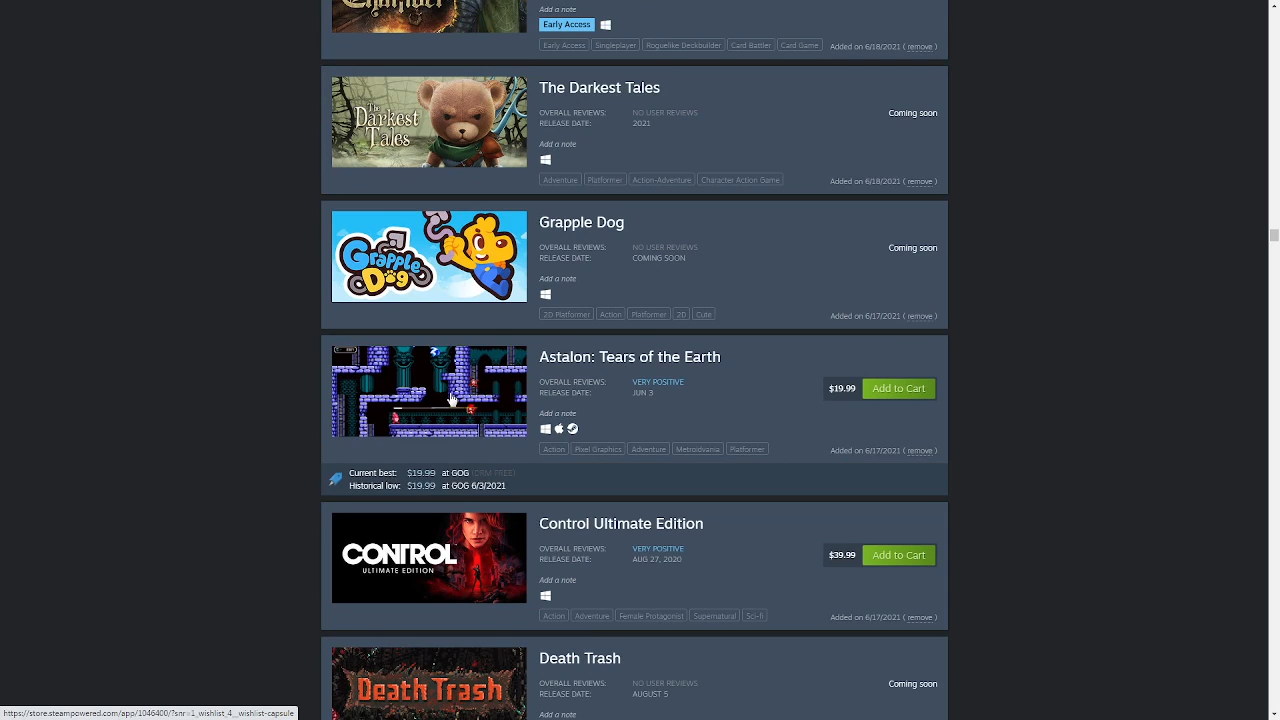 Add a note
Early Access
Early Access Singleplayer Roguelike Deckbuilder Card Battler Card Game Added on 6/18/2021 ( remove )
The Darkest Tales
The Darkest Tales
OVERALL REVIEWS: NO USER REVIEWS
RELEASE DATE: 2021
Coming soon
Add a note
Adventure Platformer Action-Adventure Character Action Game Added on 6/18/2021 ( remove )
Grapple Dog
Grapple Dog
OVERALL REVIEWS: NO USER REVIEWS
RELEASE DATE: COMING SOON
Coming soon
Add a note
2D Platformer Action Platformer 2D Cute Added on 6/17/2021 ( remove )
Astalon: Tears of the Earth
OVERALL REVIEWS: VERY POSITIVE
RELEASE DATE: JUN 3
$19.99 Add to Cart
Add a note
Action Pixel Graphics Adventure Metroidvania Platformer Added on 6/17/2021 ( remove )
Current best: $19.99 at GOG (DRM FREE)
Historical low: $19.99 at GOG 6/3/2021
CONTROL
ULTIMATE EDITION
Control Ultimate Edition
OVERALL REVIEWS: VERY POSITIVE
RELEASE DATE: AUG 27, 2020
$39.99 Add to Cart
Add a note
Action Adventure Female Protagonist Supernatural Sci-fi Added on 6/17/2021 ( remove )
Death Trash
Death Trash
OVERALL REVIEWS: NO USER REVIEWS
RELEASE DATE: AUGUST 5
Coming soon
Add a note
https://store.steampowered.com/app/1046400/?snr=1_wishlist_4__wishlist-capsule